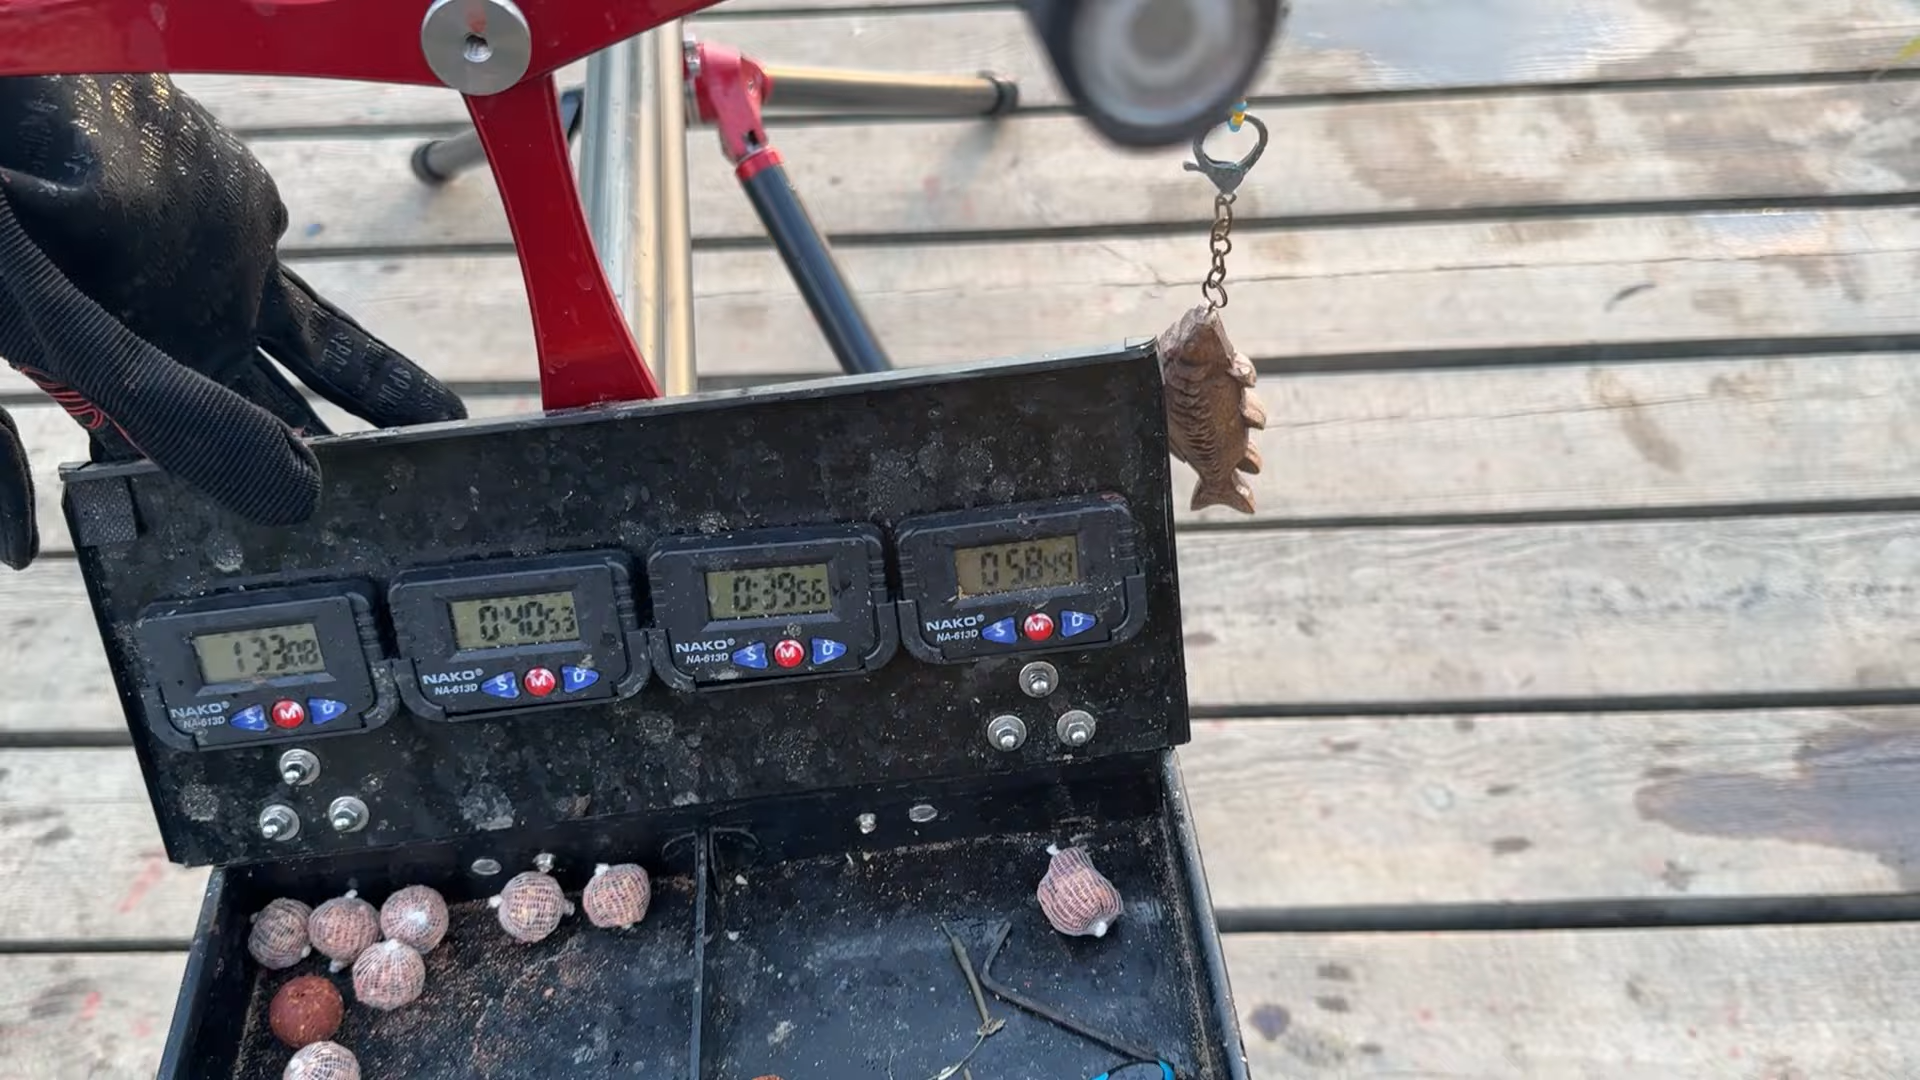 1:33 08
NAKO®
NA-613D
S M D
0:40 53
NAKO®
NA-613D
S M D
0:39 56
NAKO®
NA-613D
S M D
0 58 49
NAKO®
NA-613D
S M D